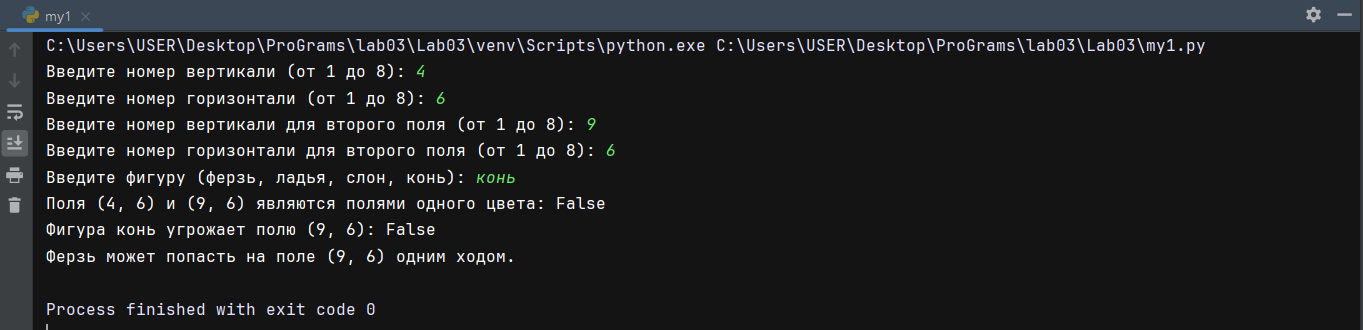 my1
C:\Users\USER\Desktop\ProGrams\lab03\Lab03\venv\Scripts\python.exe C:\Users\USER\Desktop\ProGrams\lab03\Lab03\my1.py
Введите номер вертикали (от 1 до 8): 4
Введите номер горизонтали (от 1 до 8): 6
Введите номер вертикали для второго поля (от 1 до 8): 9
Введите номер горизонтали для второго поля (от 1 до 8): 6
Введите фигуру (ферзь, ладья, слон, конь): конь
Поля (4, 6) и (9, 6) являются полями одного цвета: False
Фигура конь угрожает полю (9, 6): False
Ферзь может попасть на поле (9, 6) одним ходом.
Process finished with exit code 0